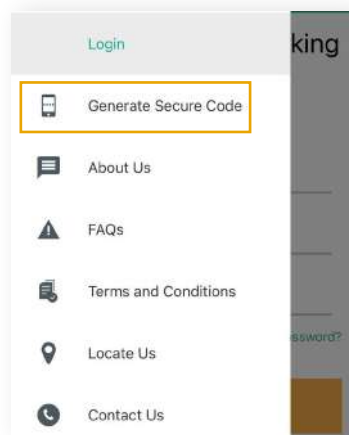 Login
king
Generate Secure Code
About Us
FAQs
Terms and Conditions
ssword?
Locate Us
Contact Us